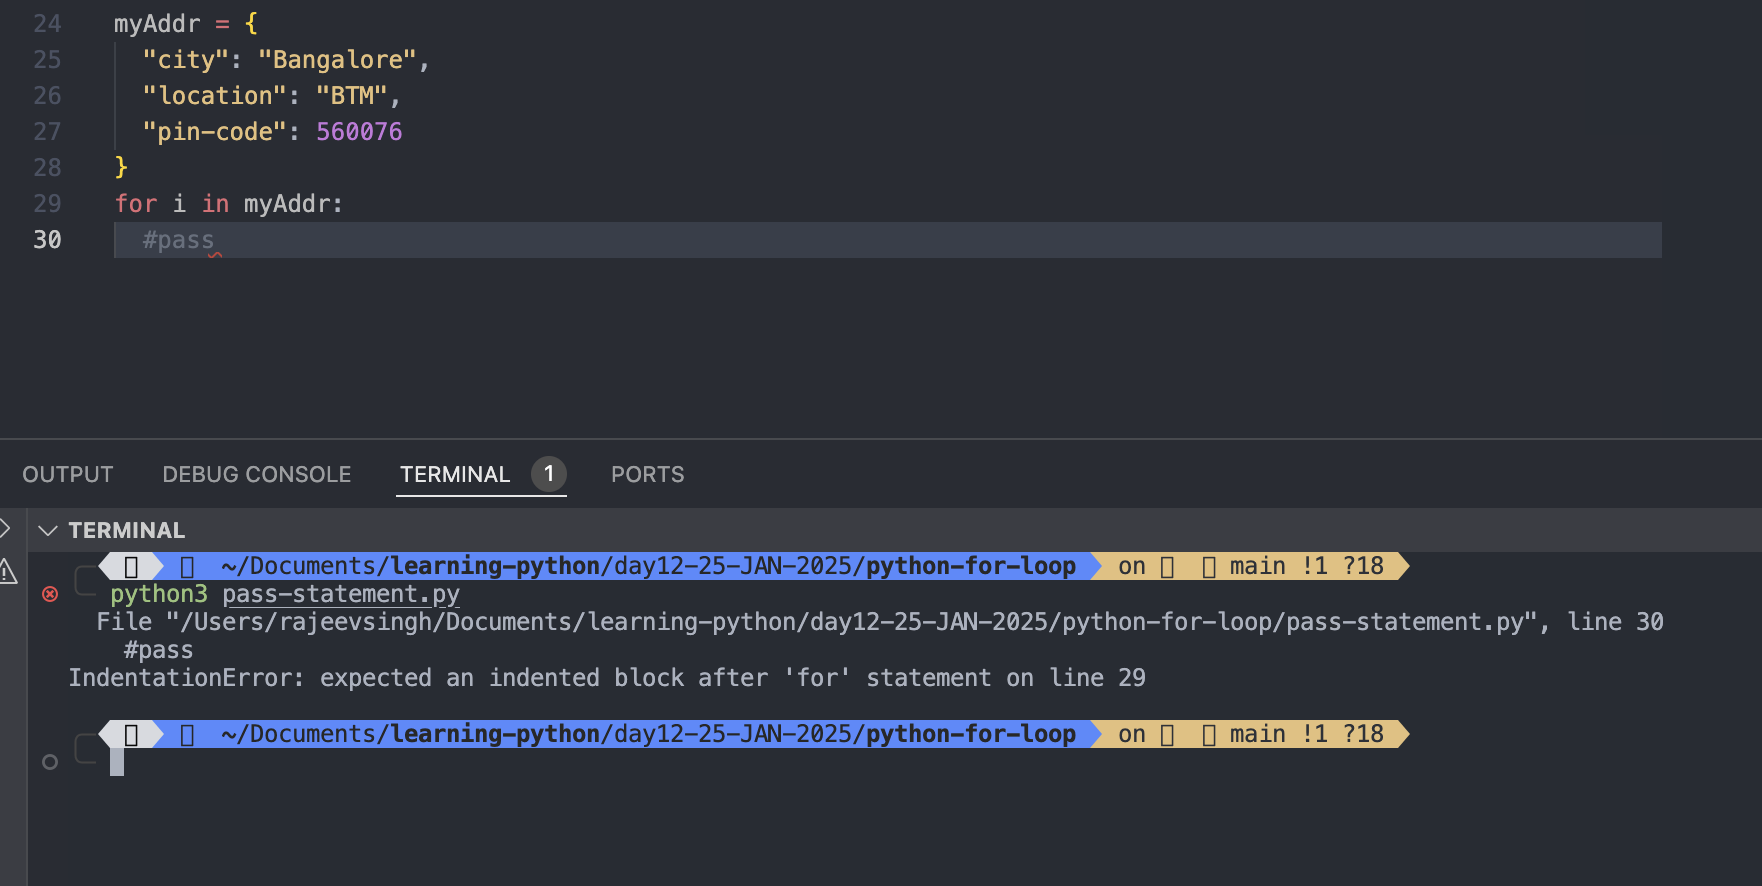 24 myAddr = {
25 "city": "Bangalore",
26 "location": "BTM",
27 "pin-code": 560076
28 }
29 for i in myAddr:
30 #pass
OUTPUT DEBUG CONSOLE TERMINAL 1 PORTS
TERMINAL
~/Documents/learning-python/day12-25-JAN-2025/python-for-loop on main !1 ?18
python3 pass-statement.py
File "/Users/rajeevsingh/Documents/learning-python/day12-25-JAN-2025/python-for-loop/pass-statement.py", line 30
#pass
IndentationError: expected an indented block after 'for' statement on line 29
~/Documents/learning-python/day12-25-JAN-2025/python-for-loop on main !1 ?18